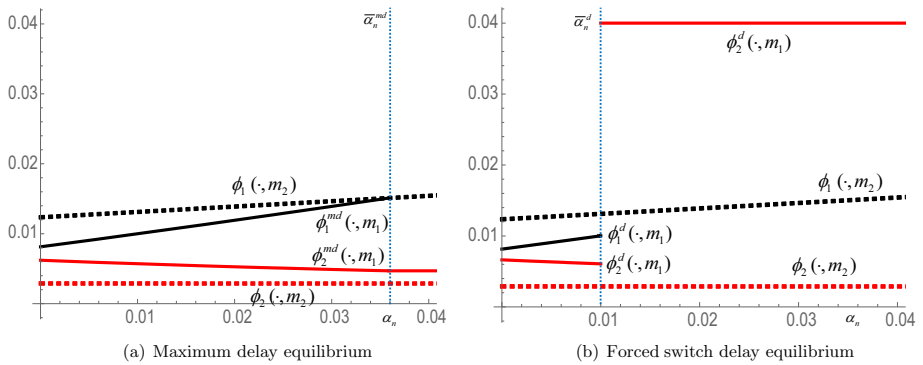 0.04
0.03
0.02
0.01
0.01
0.02
0.03
0.04
α_n
ᾱ_n^{md}
ϕ_1(·,m_2)
ϕ_1^{md}(·,m_1)
ϕ_2^{md}(·,m_1)
ϕ_2(·,m_2)
(a) Maximum delay equilibrium
0.04
0.03
0.02
0.01
0.01
0.02
0.03
0.04
α_n
ᾱ_n^d
ϕ_2^d(·,m_1)
ϕ_1(·,m_2)
ϕ_1^d(·,m_1)
ϕ_2^d(·,m_1)
ϕ_2(·,m_2)
(b) Forced switch delay equilibrium